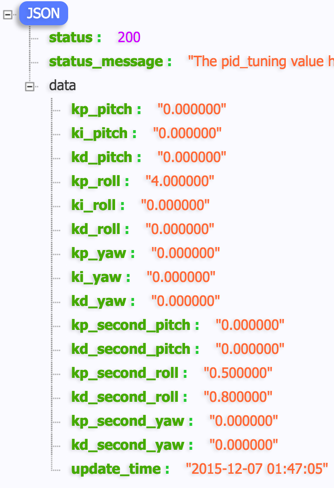 JSON
status : 200
status_message : "The pid_tuning value h
data
kp_pitch : "0.000000"
ki_pitch : "0.000000"
kd_pitch : "0.000000"
kp_roll : "4.000000"
ki_roll : "0.000000"
kd_roll : "0.000000"
kp_yaw : "0.000000"
ki_yaw : "0.000000"
kd_yaw : "0.000000"
kp_second_pitch : "0.000000"
kd_second_pitch : "0.000000"
kp_second_roll : "0.500000"
kd_second_roll : "0.800000"
kp_second_yaw : "0.000000"
kd_second_yaw : "0.000000"
update_time : "2015-12-07 01:47:05"